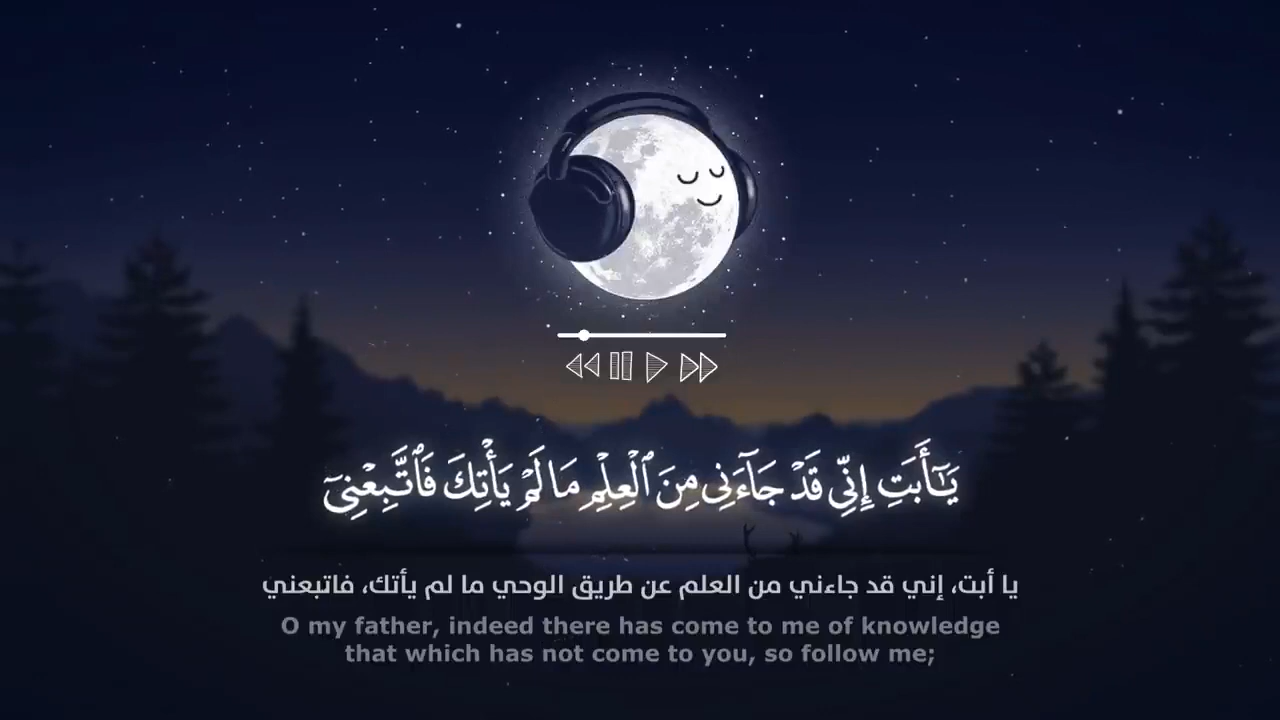 يَـٰٓأَبَتِ إِنِّى قَدْ جَآءَنِى مِنَ ٱلْعِلْمِ مَا لَمْ يَأْتِكَ فَٱتَّبِعْنِىٓ
يا أبت، إني قد جاءني من العلم عن طريق الوحي ما لم يأتك، فاتبعني
O my father, indeed there has come to me of knowledge
that which has not come to you, so follow me;